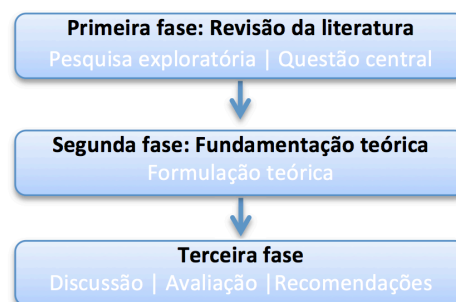 Primeira fase: Revisão da literatura
Pesquisa exploratória | Questão central
Segunda fase: Fundamentação teórica
Formulação teórica
Terceira fase
Discussão | Avaliação |Recomendações